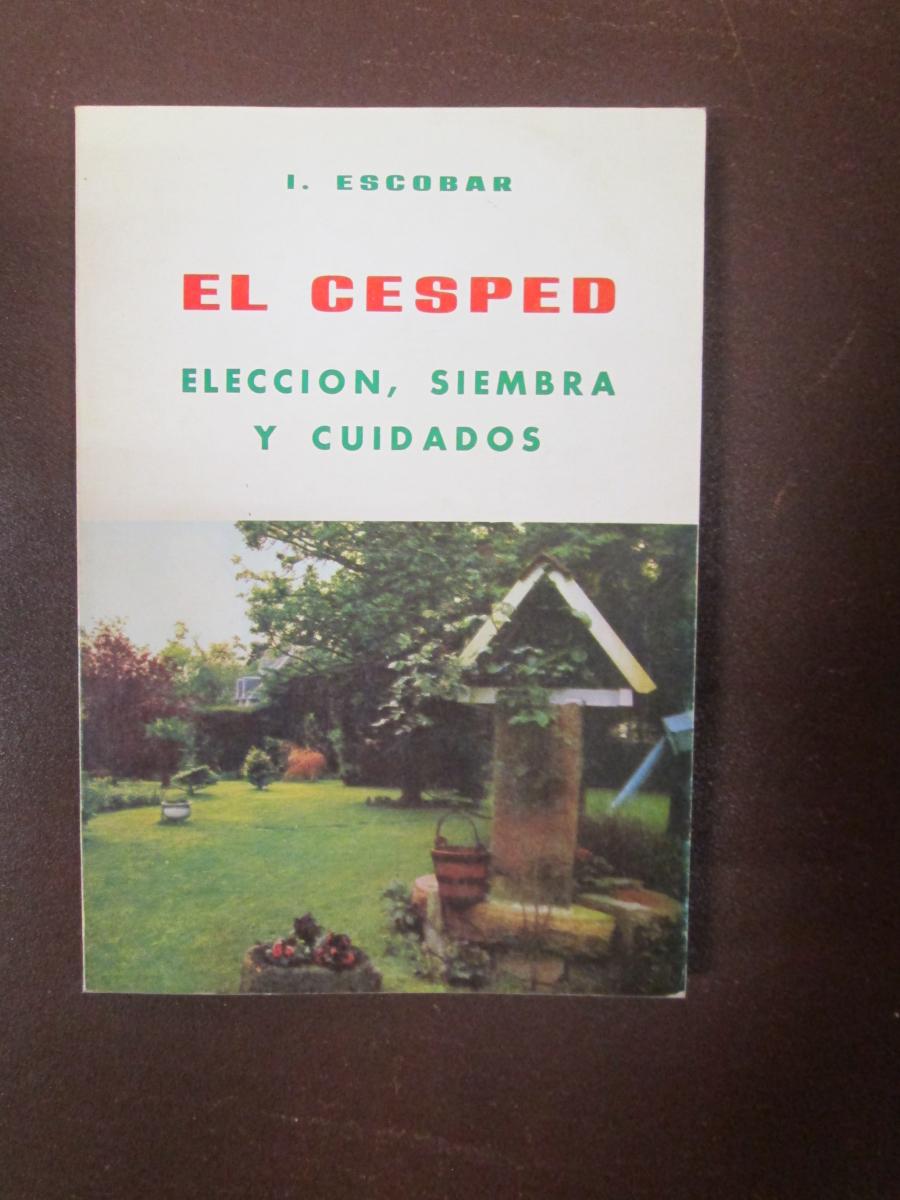 I. ESCOBAR
EL CESPED
ELECCION, SIEMBRA
Y CUIDADOS